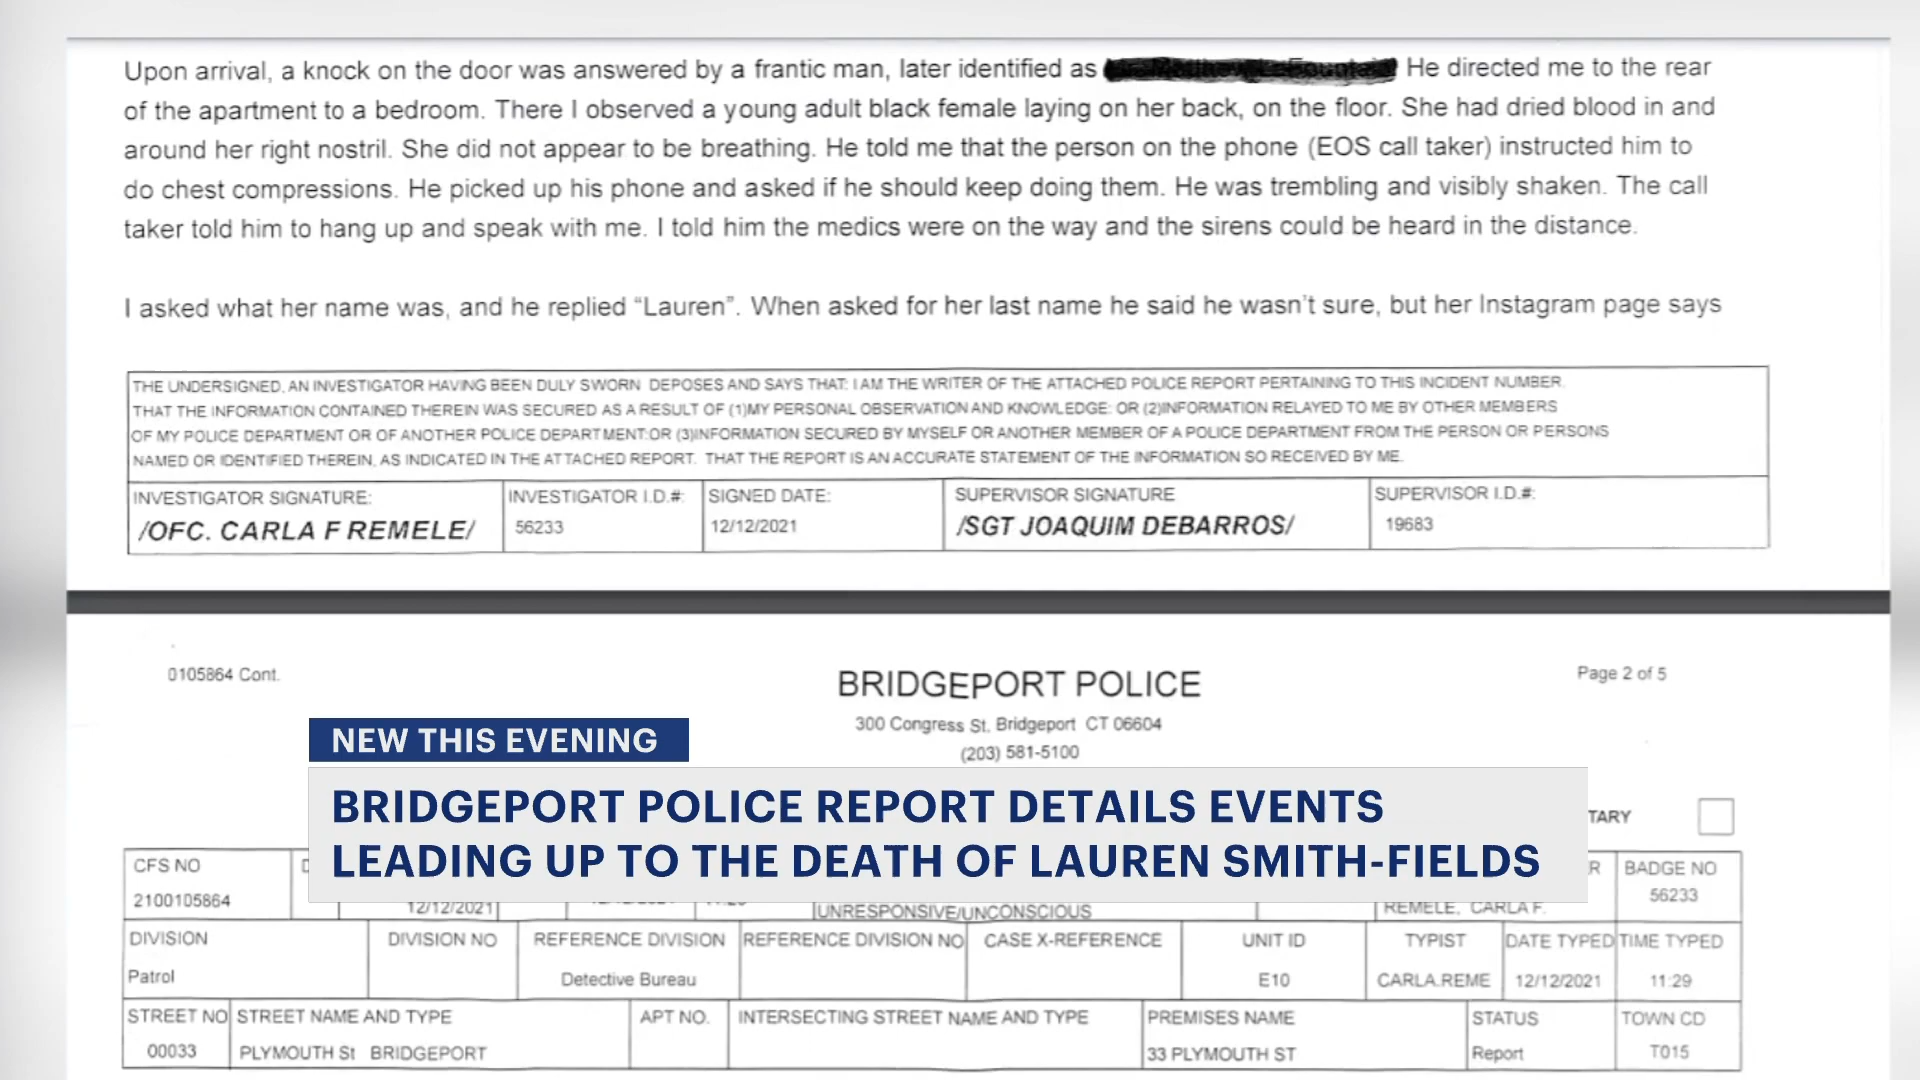 Upon arrival, a knock on the door was answered by a frantic man, later identified as He directed me to the rear
of the apartment to a bedroom. There I observed a young adult black female laying on her back, on the floor. She had dried blood in and
around her right nostril. She did not appear to be breathing. He told me that the person on the phone (EOS call taker) instructed him to
do chest compressions. He picked up his phone and asked if he should keep doing them. He was trembling and visibly shaken. The call
taker told him to hang up and speak with me. I told him the medics were on the way and the sirens could be heard in the distance.
I asked what her name was, and he replied “Lauren”. When asked for her last name he said he wasn't sure, but her Instagram page says
THE UNDERSIGNED, AN INVESTIGATOR HAVING BEEN DULY SWORN DEPOSES AND SAYS THAT: I AM THE WRITER OF THE ATTACHED POLICE REPORT PERTAINING TO THIS INCIDENT NUMBER.
THAT THE INFORMATION CONTAINED THEREIN WAS SECURED AS A RESULT OF (1)MY PERSONAL OBSERVATION AND KNOWLEDGE: OR (2)INFORMATION RELAYED TO ME BY OTHER MEMBERS
OF MY POLICE DEPARTMENT OR OF ANOTHER POLICE DEPARTMENT:OR (3)INFORMATION SECURED BY MYSELF OR ANOTHER MEMBER OF A POLICE DEPARTMENT FROM THE PERSON OR PERSONS
NAMED OR IDENTIFIED THEREIN, AS INDICATED IN THE ATTACHED REPORT. THAT THE REPORT IS AN ACCURATE STATEMENT OF THE INFORMATION SO RECEIVED BY ME.
INVESTIGATOR SIGNATURE: INVESTIGATOR I.D.#: SIGNED DATE: SUPERVISOR SIGNATURE SUPERVISOR I.D.#:
/OFC. CARLA F REMELE/ 56233 12/12/2021 /SGT JOAQUIM DEBARROS/ 19683
0105864 Cont. BRIDGEPORT POLICE Page 2 of 5
300 Congress St, Bridgeport CT 06604
(203) 581-5100
NEW THIS EVENING
BRIDGEPORT POLICE REPORT DETAILS EVENTS
LEADING UP TO THE DEATH OF LAUREN SMITH-FIELDS
TARY
CFS NO BADGE NO
2100105864 12/12/2021 UNRESPONSIVE/UNCONSCIOUS REMELE, CARLA F. 56233
DIVISION DIVISION NO REFERENCE DIVISION REFERENCE DIVISION NO CASE X-REFERENCE UNIT ID TYPIST DATE TYPED TIME TYPED
Patrol Detective Bureau E10 CARLA.REME 12/12/2021 11:29
STREET NO STREET NAME AND TYPE APT NO. INTERSECTING STREET NAME AND TYPE PREMISES NAME STATUS TOWN CD
00033 PLYMOUTH St BRIDGEPORT 33 PLYMOUTH ST Report T015